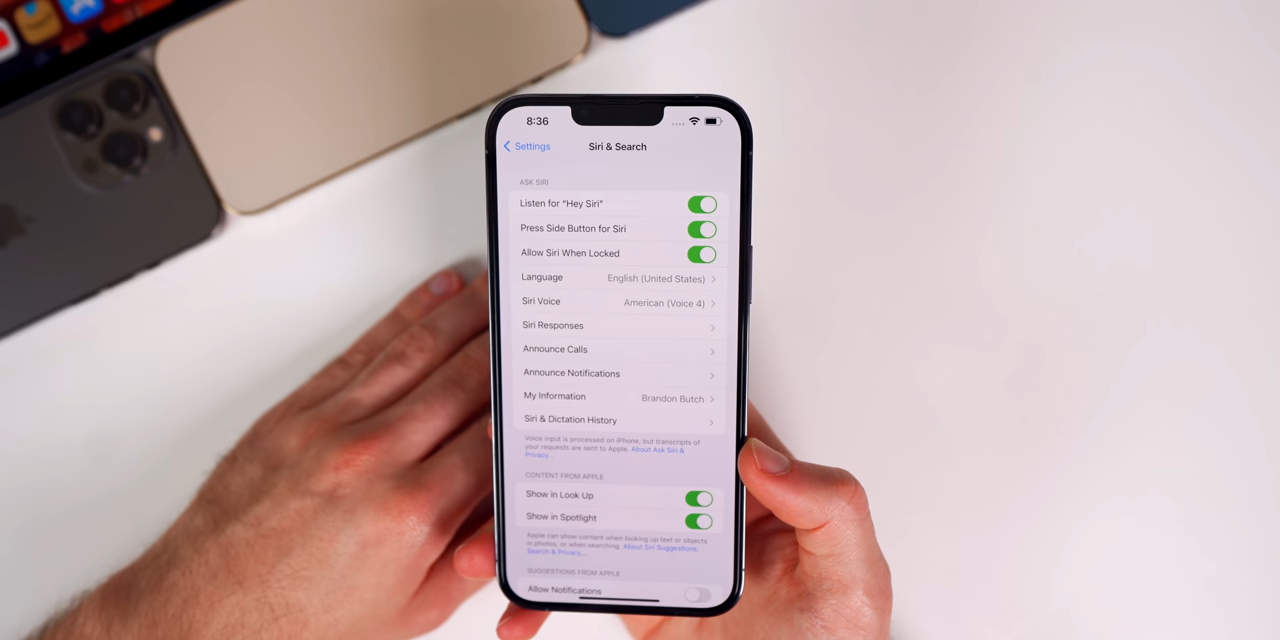 8:36
Settings
Siri & Search
ASK SIRI
Listen for “Hey Siri”
Press Side Button for Siri
Allow Siri When Locked
Language English (United States)
Siri Voice American (Voice 4)
Siri Responses
Announce Calls
Announce Notifications
My Information Brandon Butch
Siri & Dictation History
Voice input is processed on iPhone, but transcripts of
your requests are sent to Apple. About Ask Siri &
Privacy...
CONTENT FROM APPLE
Show in Look Up
Show in Spotlight
Apple can show content when looking up text or objects
in photos, or when searching. About Siri Suggestions,
Search & Privacy...
SUGGESTIONS FROM APPLE
Allow Notifications